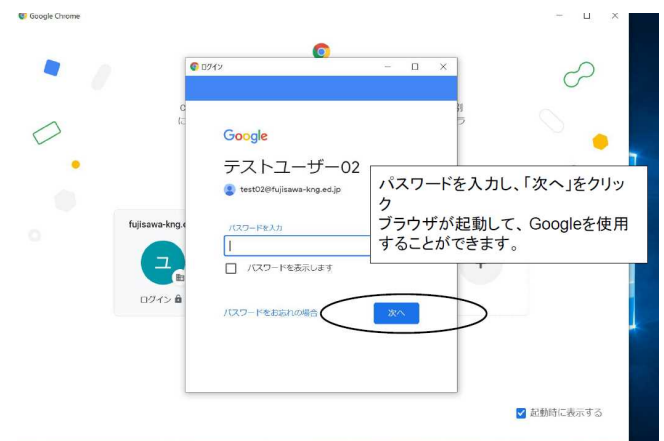 Google Chrome
ログイン
Google
テストユーザー02
test02@fujisawa-kng.ed.jp
パスワードを入力し、「次へ」をクリッ
ク
ブラウザが起動して、Googleを使用
することができます。
パスワードを入力
パスワードを表示します
パスワードをお忘れの場合
次へ
fujisawa-kng.e
ユ
ログイン
起動時に表示する